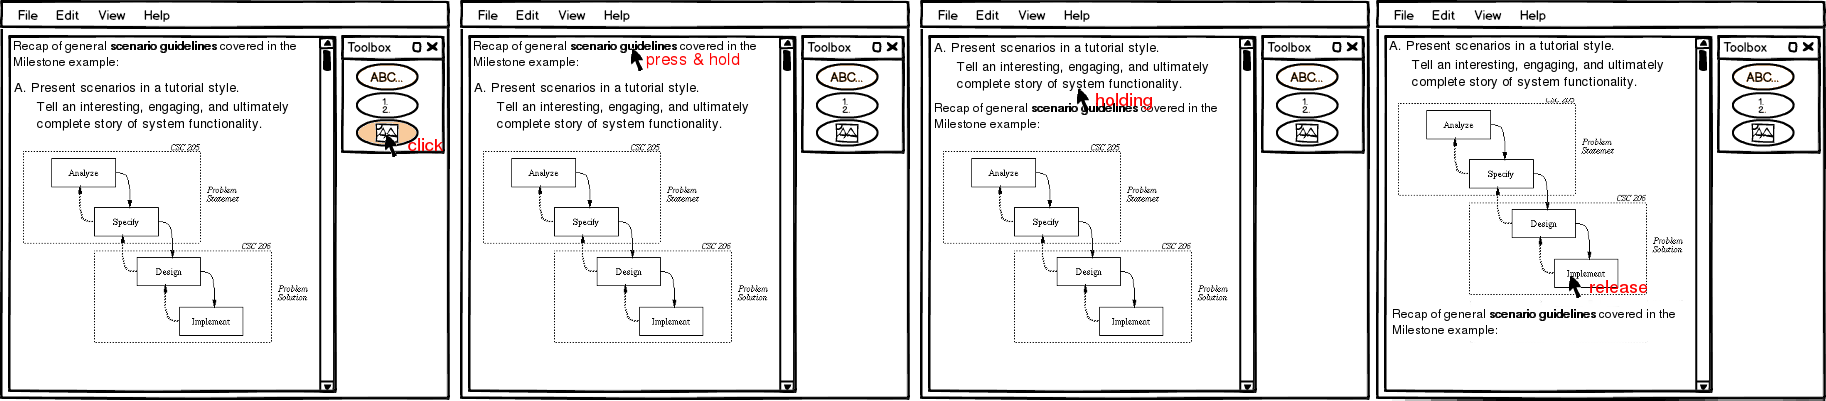 File Edit View Help
Recap of general scenario guidelines covered in the
Milestone example:
A. Present scenarios in a tutorial style.
Tell an interesting, engaging, and ultimately
complete story of system functionality.
CSC 205
Analyze
Problem
Statemet
Specify
CSC 206
Design
Problem
Solution
Implement
Toolbox
ABC...
1.
2.
click
File Edit View Help
Recap of general scenario guidelines covered in the
press & hold
Milestone example:
A. Present scenarios in a tutorial style.
Tell an interesting, engaging, and ultimately
complete story of system functionality.
CSC 205
Analyze
Problem
Statemet
Specify
CSC 206
Design
Problem
Solution
Implement
Toolbox
ABC...
1.
2.
File Edit View Help
A. Present scenarios in a tutorial style.
Tell an interesting, engaging, and ultimately
complete story of system functionality.
holding
Recap of general scenario guidelines covered in the
Milestone example:
CSC 205
Analyze
Problem
Statemet
Specify
CSC 206
Design
Problem
Solution
Implement
Toolbox
ABC...
1.
2.
File Edit View Help
A. Present scenarios in a tutorial style.
Tell an interesting, engaging, and ultimately
complete story of system functionality.
CSC 205
Analyze
Problem
Statemet
Specify
CSC 206
Design
Problem
Solution
Implement
release
Recap of general scenario guidelines covered in the
Milestone example:
Toolbox
ABC...
1.
2.